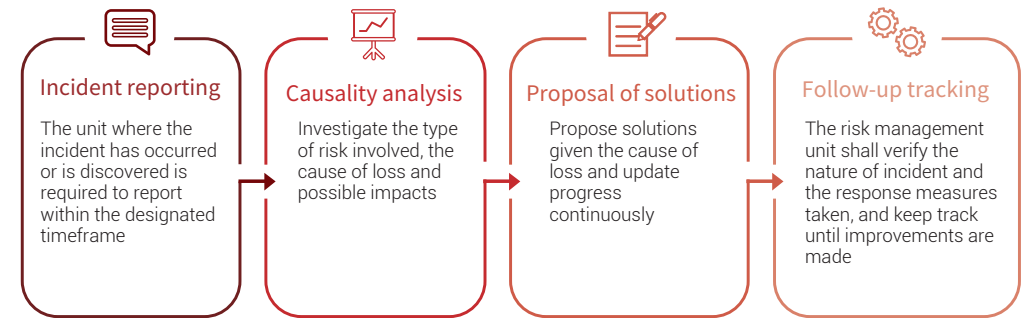 Incident reporting
The unit where the
incident has occurred
or is discovered is
required to report
within the designated
timeframe
Causality analysis
Investigate the type
of risk involved, the
cause of loss and
possible impacts
Proposal of solutions
Propose solutions
given the cause of
loss and update
progress
continuously
Follow-up tracking
The risk management
unit shall verify the
nature of incident and
the response measures
taken, and keep track
until improvements are
made